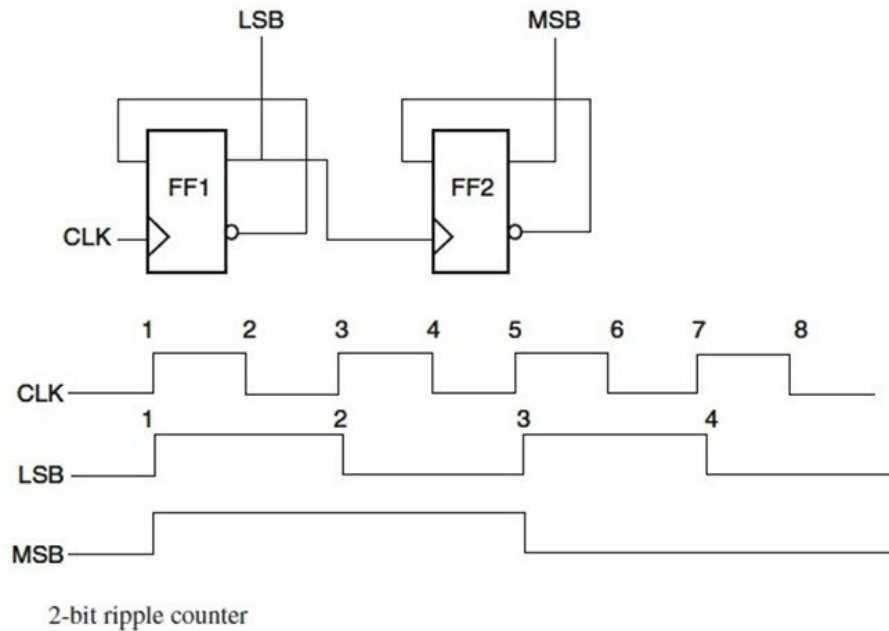 LSB MSB
FF1 FF2
CLK
1 2 3 4 5 6 7 8
CLK
1 2 3 4
LSB
MSB
2-bit ripple counter